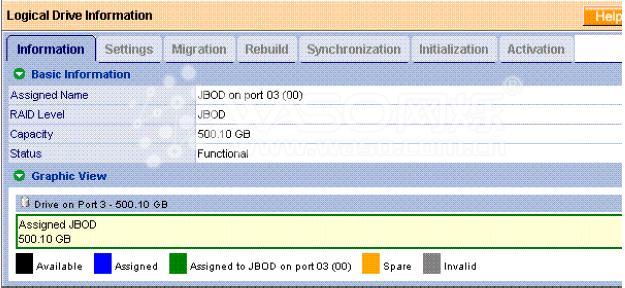 Logical Drive Information
Help
Information Settings Migration Rebuild Synchronization Initialization Activation
Basic Information
Assigned Name JBOD on port 03 (00)
RAID Level JBOD
Capacity 500.10 GB
Status Functional
Graphic View
Drive on Port 3 - 500.10 GB
Assigned JBOD
500.10 GB
Available Assigned Assigned to JBOD on port 03 (00) Spare Invalid